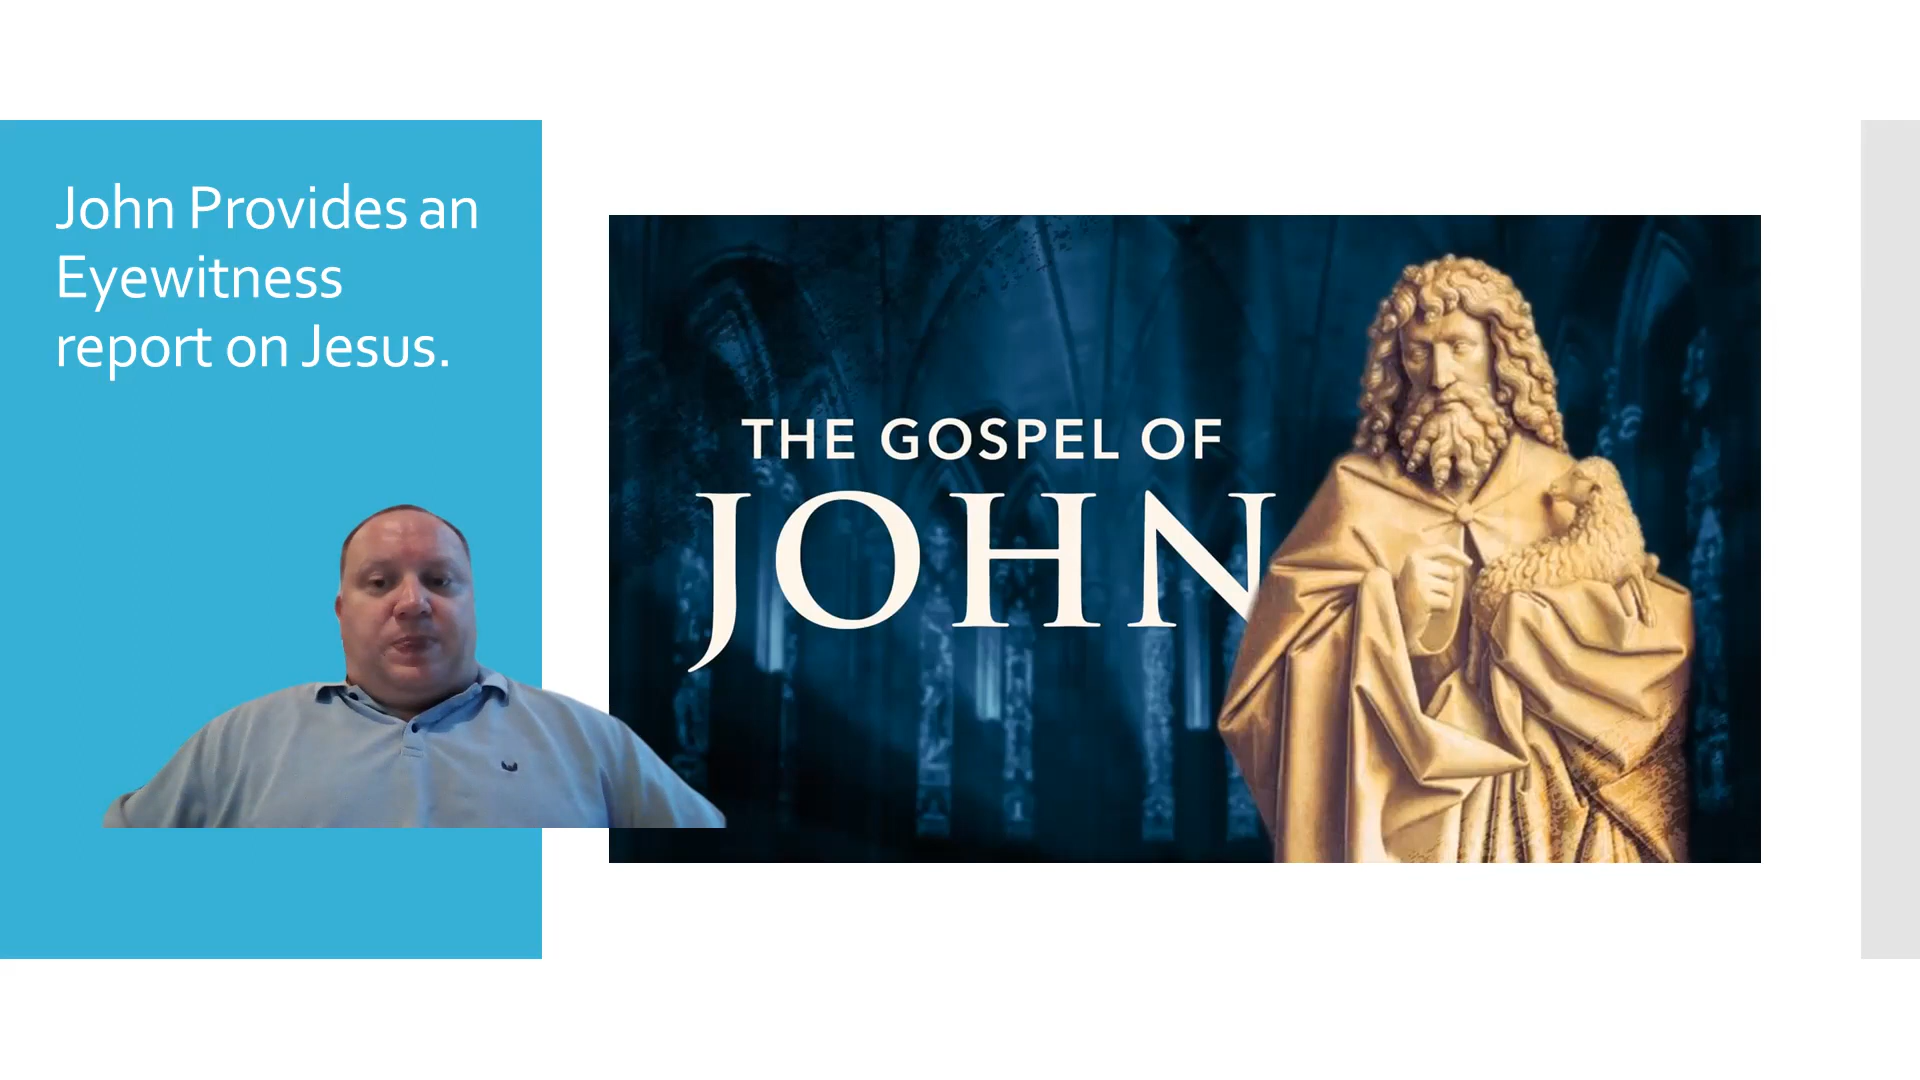 John Provides an
Eyewitness
report on Jesus.
THE GOSPEL OF
JOHN